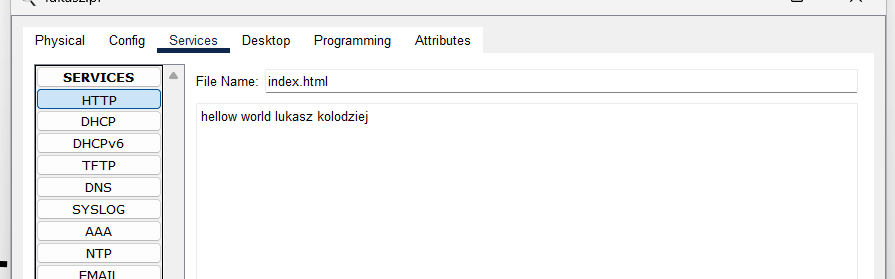 Physical Config Services Desktop Programming Attributes
SERVICES
HTTP
DHCP
DHCPv6
TFTP
DNS
SYSLOG
AAA
NTP
EMAIL
File Name: index.html
hellow world lukasz kolodziej